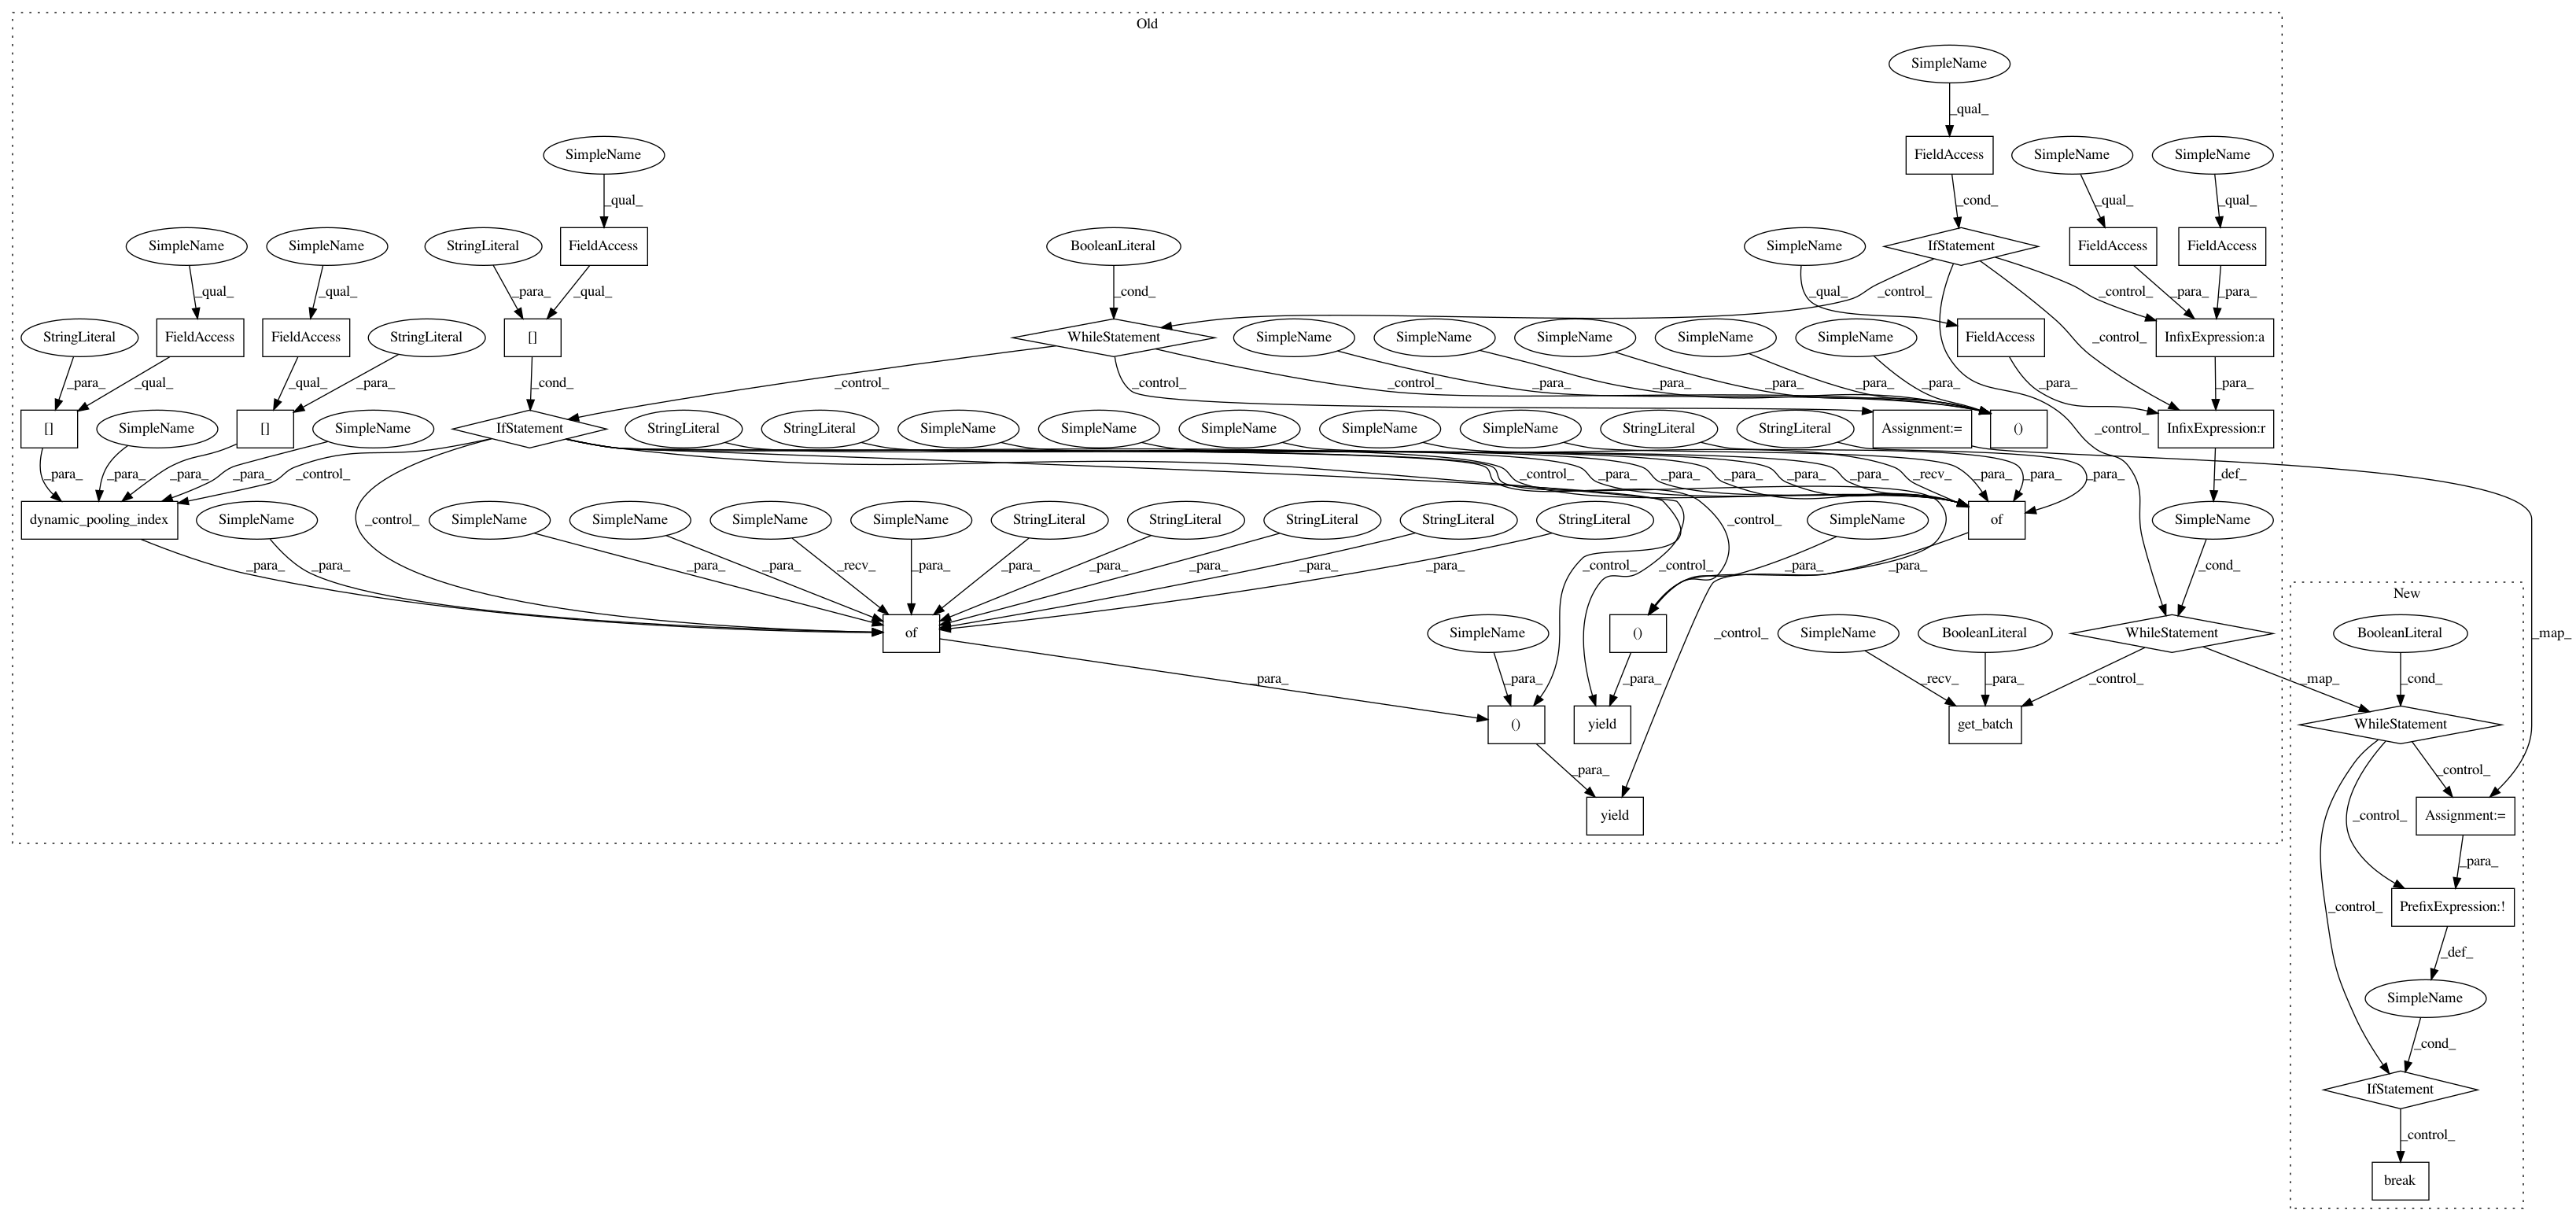 Old
SimpleName
_qual_
SimpleName
FieldAccess
SimpleName
SimpleName
_qual_
_cond_
_qual_
_qual_
SimpleName
SimpleName
StringLiteral
FieldAccess
BooleanLiteral
SimpleName
IfStatement
FieldAccess
FieldAccess
_qual_
_qual_
_para_
_qual_
_cond_
_qual_
_control_
_control_
_para_
_para_
StringLiteral
FieldAccess
FieldAccess
StringLiteral
[]
WhileStatement
SimpleName
SimpleName
SimpleName
SimpleName
SimpleName
FieldAccess
_control_
InfixExpression:a
_para_
_qual_
_qual_
_para_
_cond_
_control_
_control_
_control_
_para_
_para_
_para_
_para_
_para_
_para_
_para_
[]
SimpleName
[]
SimpleName
IfStatement
StringLiteral
StringLiteral
SimpleName
SimpleName
SimpleName
SimpleName
SimpleName
StringLiteral
StringLiteral
Assignment:=
()
_control_
InfixExpression:r
_para_
_para_
_para_
_para_
_control_
_control_
_para_
_para_
_para_
_para_
_para_
_recv_
_para_
_para_
_para_
_def_
dynamic_pooling_index
SimpleName
_control_
SimpleName
SimpleName
SimpleName
SimpleName
StringLiteral
StringLiteral
StringLiteral
StringLiteral
StringLiteral
_control_
SimpleName
of
SimpleName
_para_
_para_
_para_
_para_
_recv_
_para_
_para_
_para_
_para_
_para_
_para_
_control_
_control_
_para_
_para_
_cond_
New
of
SimpleName
()
_control_
SimpleName
BooleanLiteral
WhileStatement
BooleanLiteral
_map_
_para_
_para_
_para_
_recv_
_para_
_control_
_map_
_cond_
()
yield
get_batch
WhileStatement
_para_
_control_
yield
_control_
Assignment:=
_para_
_control_
PrefixExpression:!
_def_
SimpleName
_cond_
IfStatement
_control_
break